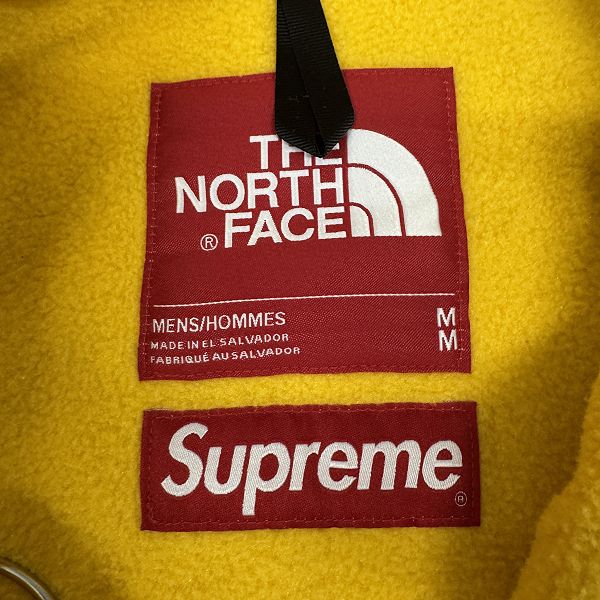 THE
NORTH
® FACE
MENS/HOMMES M
MADE IN EL SALVADOR M
FABRIQUÉ AU SALVADOR
Supreme ®